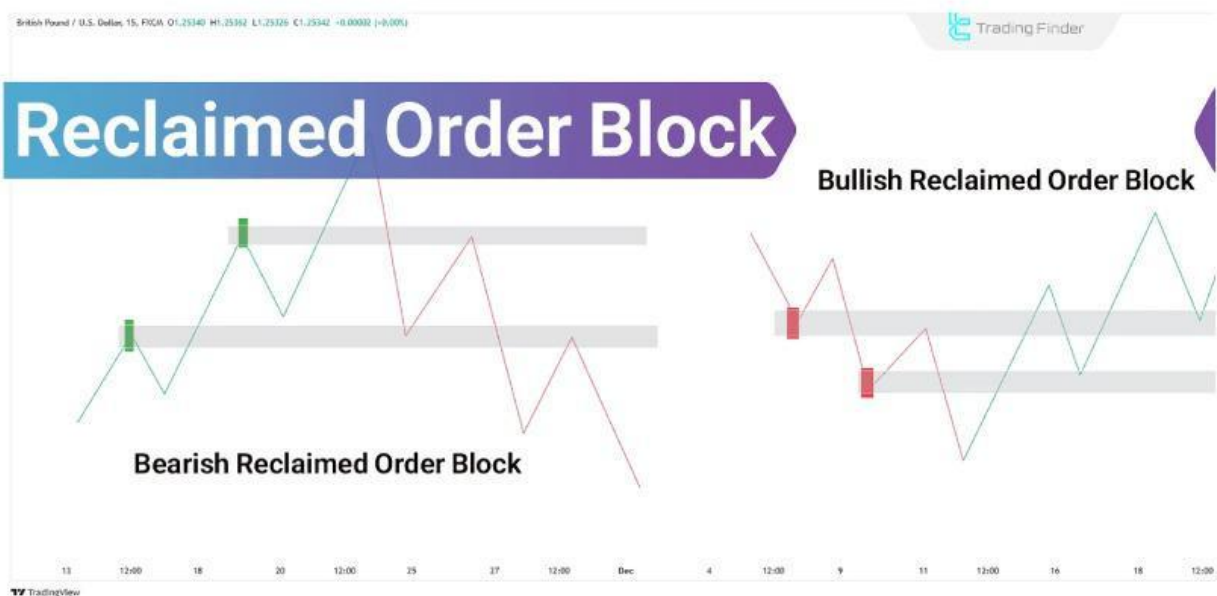 British Pound / U.S. Dollar, 15, FXCM O1.25340 H1.25352 L1.25326 C1.25342 +0.00002 (+0.00%)
Trading Finder
Reclaimed Order Block
Bullish Reclaimed Order Block
Bearish Reclaimed Order Block
13 12:00 18 20 12:00 25 27 12:00 Dec 4 12:00 9 11 12:00 16 18 12:00
TradingView